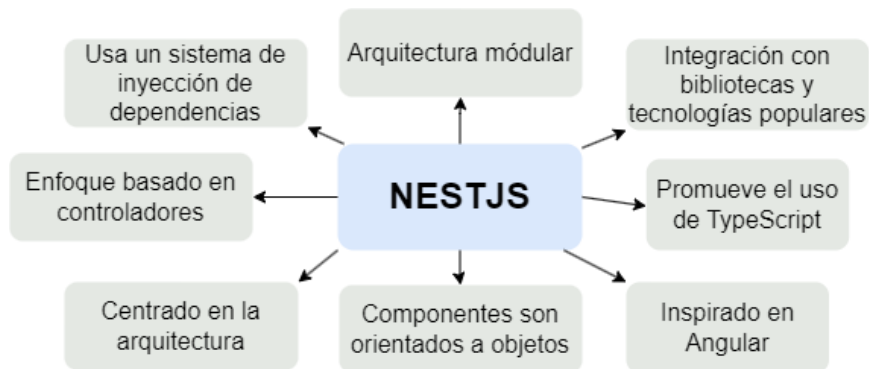 Usa un sistema de
inyección de
dependencias
Arquitectura módular
Integración con
bibliotecas y
tecnologías populares
Enfoque basado en
controladores
NESTJS
Promueve el uso
de TypeScript
Centrado en la
arquitectura
Componentes son
orientados a objetos
Inspirado en
Angular